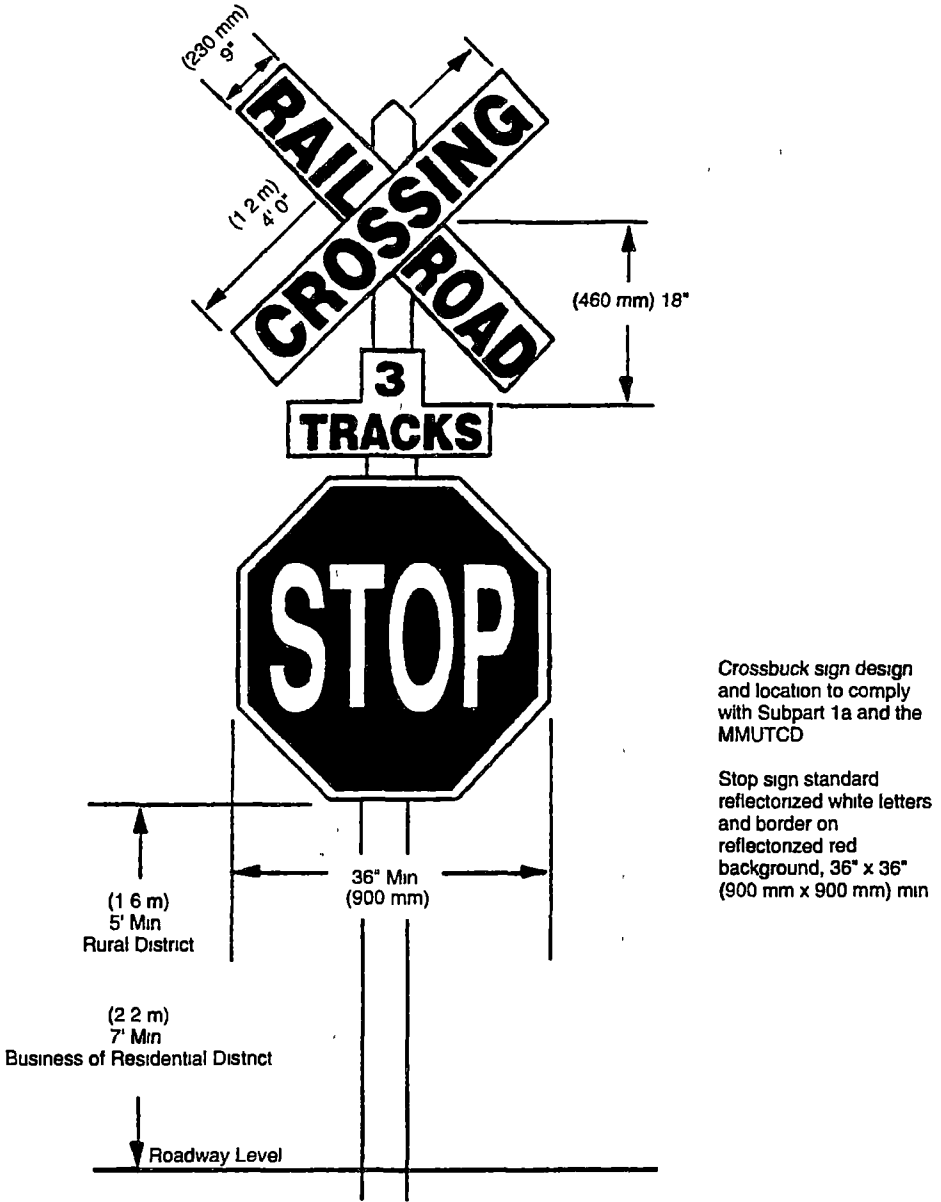 (230 mm)
9"
RAIL
ROAD
CROSSING
(1 2 m)
4' 0"
(460 mm) 18"
3
TRACKS
STOP
Crossbuck sign design
and location to comply
with Subpart 1a and the
MMUTCD
Stop sign standard
reflectorized white letters
and border on
reflectorized red
background, 36" x 36"
(900 mm x 900 mm) min
36" Min
(900 mm)
(1 6 m)
5' Min
Rural District
(2 2 m)
7' Min
Business of Residential District
Roadway Level